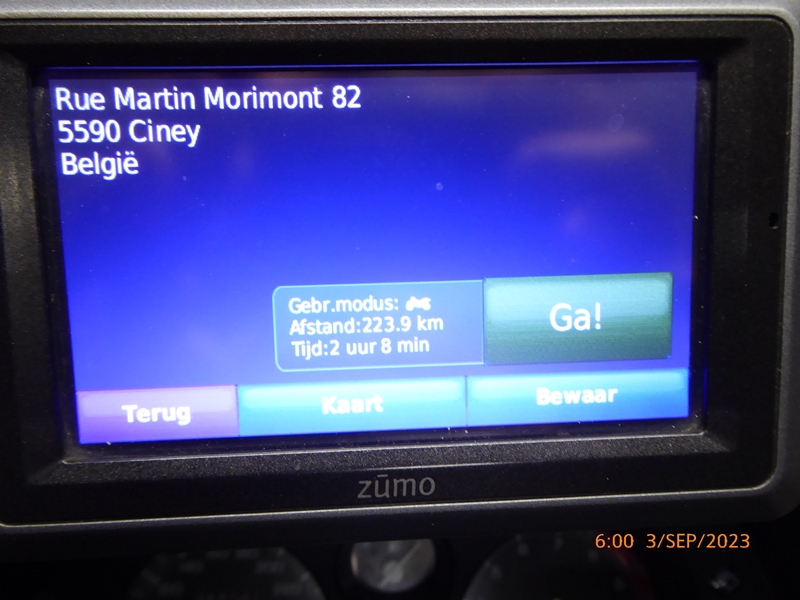 Rue Martin Morimont 82
5590 Ciney
België
Gebr.modus:
Afstand:223.9 km
Tijd:2 uur 8 min
Ga!
Terug
Kaart
Bewaar
zūmo
6:00 3/SEP/2023